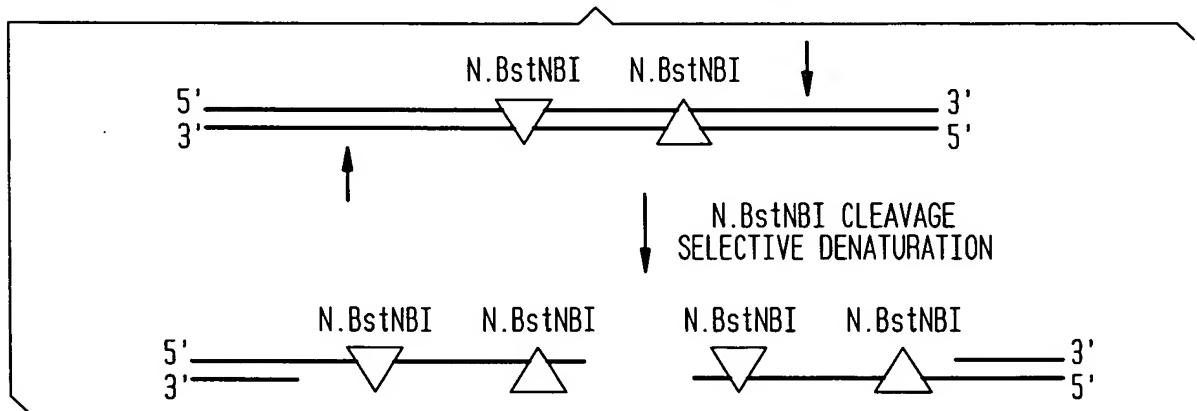 N.BstNBI N.BstNBI
5' 3'
3' 5'
N.BstNBI CLEAVAGE
SELECTIVE DENATURATION
N.BstNBI N.BstNBI N.BstNBI N.BstNBI
5' 3'
3' 5'